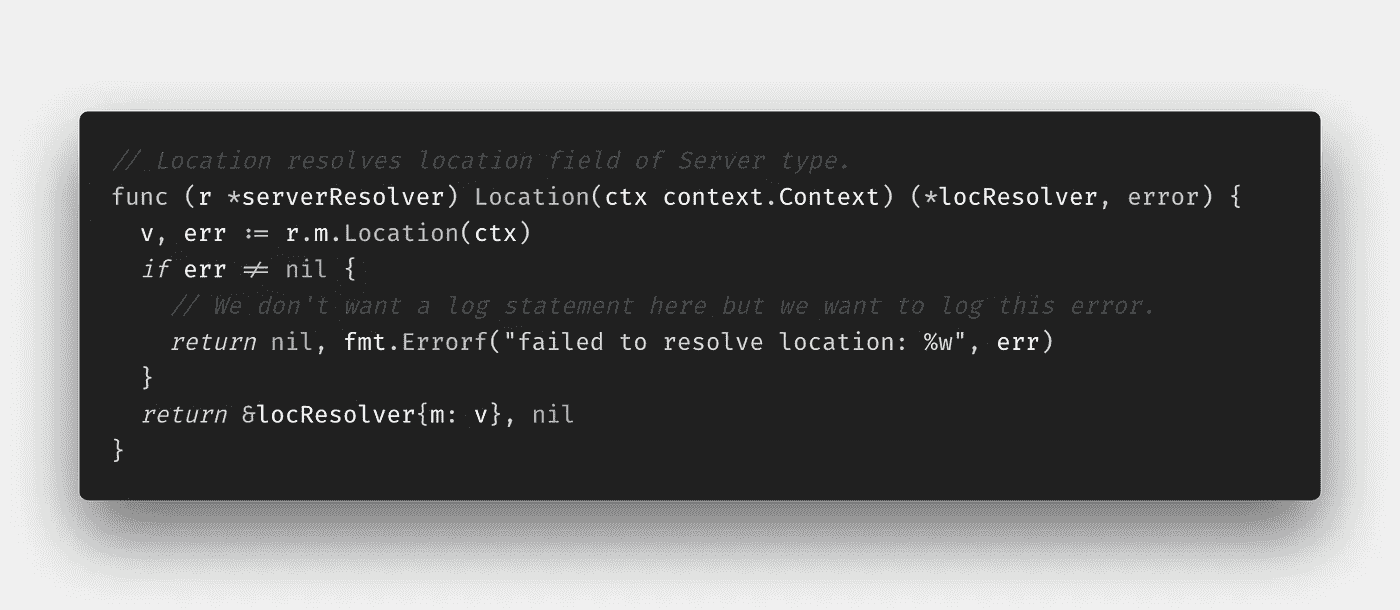 // Location resolves location field of Server type.
func (r *serverResolver) Location(ctx context.Context) (*locResolver, error) {
  v, err := r.m.Location(ctx)
  if err ≠ nil {
    // We don't want a log statement here but we want to log this error.
    return nil, fmt.Errorf("failed to resolve location: %w", err)
  }
  return &locResolver{m: v}, nil
}